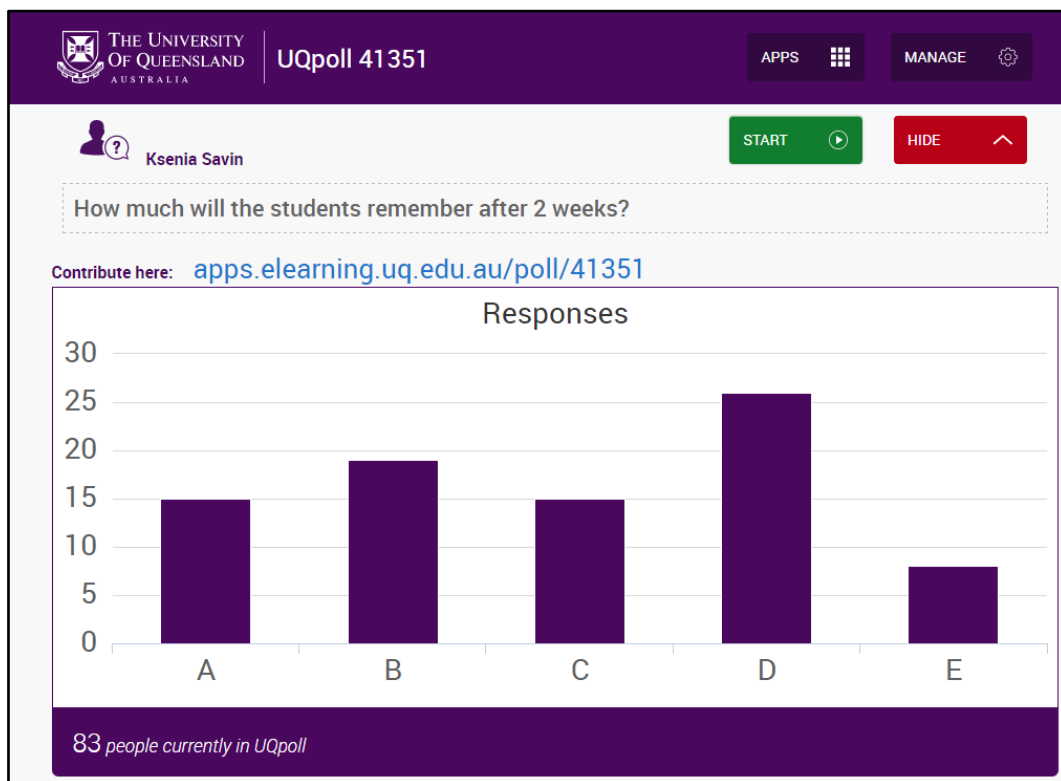 THE UNIVERSITY
OF QUEENSLAND
AUSTRALIA
UQpoll 41351
APPS
MANAGE
?
Ksenia Savin
START
HIDE
How much will the students remember after 2 weeks?
Contribute here: apps.elearning.uq.edu.au/poll/41351
Responses
30
25
20
15
10
5
0
A B C D E
83 people currently in UQpoll